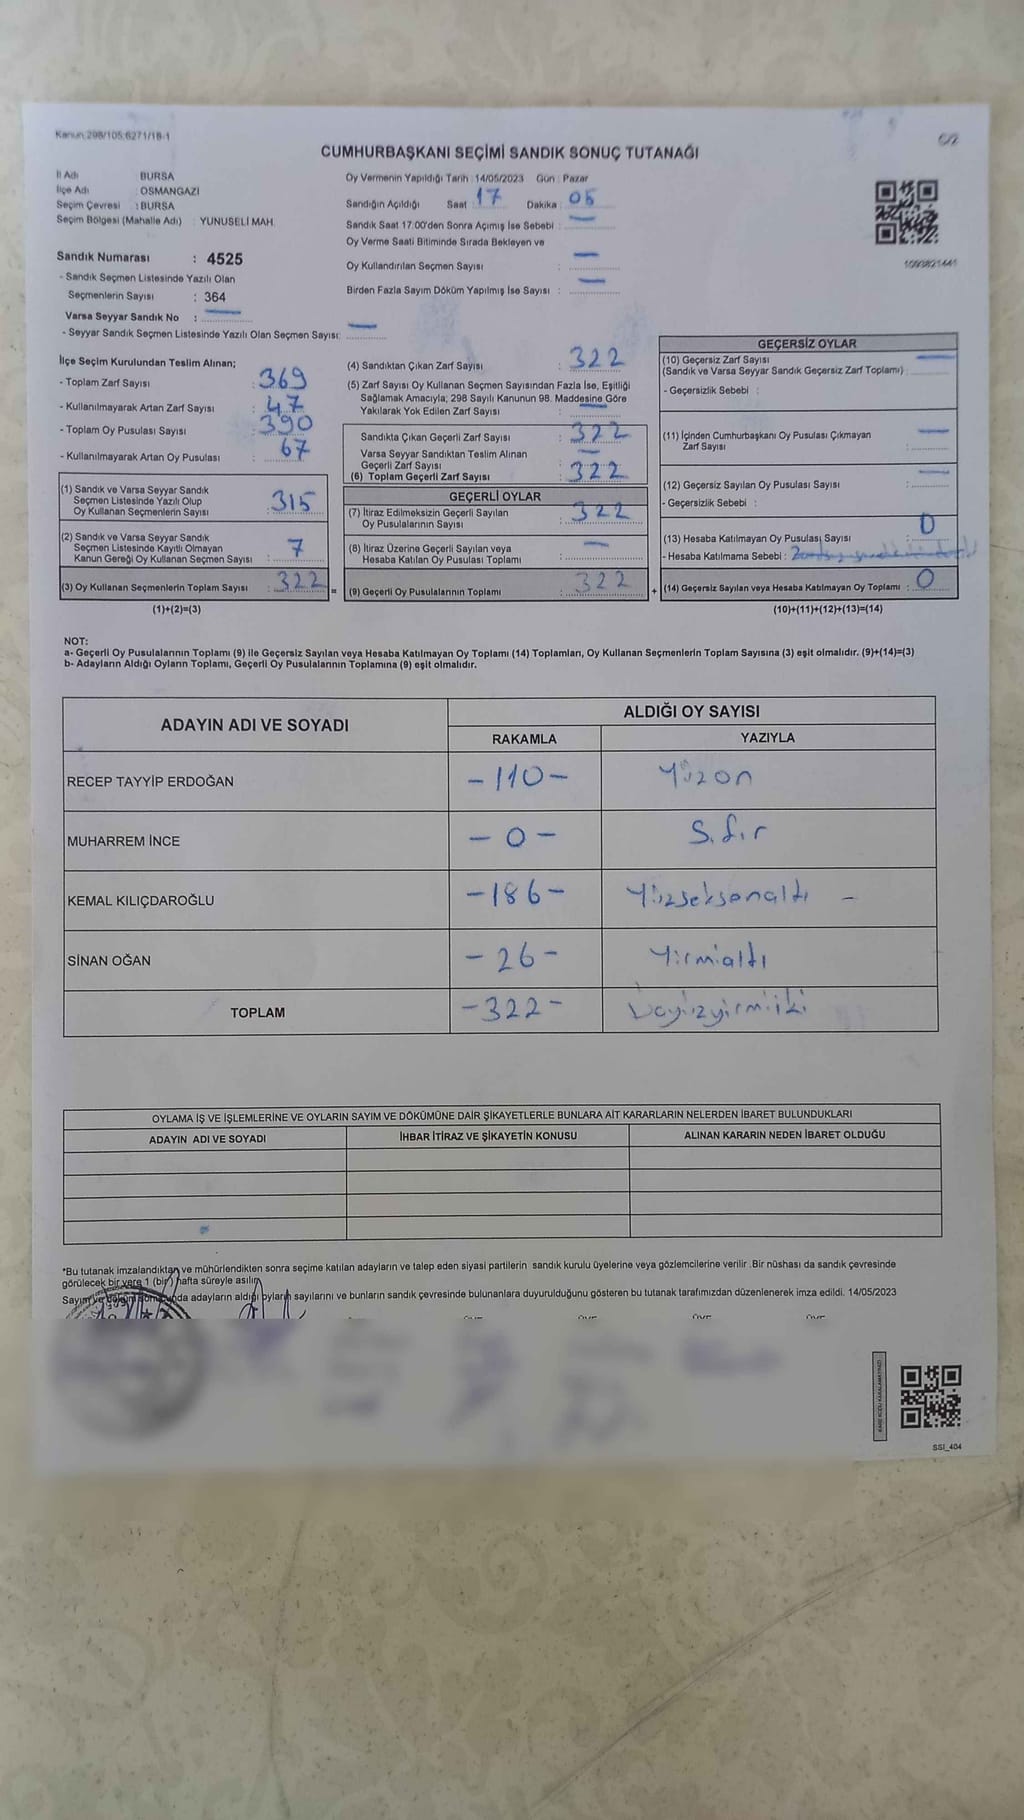 Kanun:298/105;6271/18-1
CUMHURBAŞKANI SEÇİMİ SANDIK SONUÇ TUTANAĞI
İl Adı BURSA
İlçe Adı : OSMANGAZİ
Seçim Çevresi : BURSA
Seçim Bölgesi (Mahalle Adı) : YUNUSELİ MAH.
Sandık Numarası : 4525
- Sandık Seçmen Listesinde Yazılı Olan
Seçmenlerin Sayısı : 364
Varsa Seyyar Sandık No :
- Seyyar Sandık Seçmen Listesinde Yazılı Olan Seçmen Sayısı:
Oy Vermenin Yapıldığı Tarih : 14/05/2023 Gün : Pazar
Sandığın Açıldığı Saat : 17 Dakika : 05
Sandık Saat 17:00'den Sonra Açımış İse Sebebi :
Oy Verme Saati Bitiminde Sırada Bekleyen ve
Oy Kullandırılan Seçmen Sayısı :
Birden Fazla Sayım Döküm Yapılmış İse Sayısı :
1093821441
İlçe Seçim Kurulundan Teslim Alınan;
- Toplam Zarf Sayısı : 369
- Kullanılmayarak Artan Zarf Sayısı : 47
- Toplam Oy Pusulası Sayısı : 390
- Kullanılmayarak Artan Oy Pusulası : 67
(1) Sandık ve Varsa Seyyar Sandık
Seçmen Listesinde Yazılı Olup
Oy Kullanan Seçmenlerin Sayısı : 315
(2) Sandık ve Varsa Seyyar Sandık
Seçmen Listesinde Kayıtlı Olmayan
Kanun Gereği Oy Kullanan Seçmen Sayısı : 7
(3) Oy Kullanan Seçmenlerin Toplam Sayısı : 322 =
(1)+(2)=(3)
(4) Sandıktan Çıkan Zarf Sayısı : 322
(5) Zarf Sayısı Oy Kullanan Seçmen Sayısından Fazla İse, Eşitliği
Sağlamak Amacıyla; 298 Sayılı Kanunun 98. Maddesine Göre
Yakılarak Yok Edilen Zarf Sayısı :
Sandıkta Çıkan Geçerli Zarf Sayısı : 322
Varsa Seyyar Sandıktan Teslim Alınan
Geçerli Zarf Sayısı :
(6) Toplam Geçerli Zarf Sayısı : 322
GEÇERLİ OYLAR
(7) İtiraz Edilmeksizin Geçerli Sayılan
Oy Pusulalarının Sayısı : 322
(8) İtiraz Üzerine Geçerli Sayılan veya
Hesaba Katılan Oy Pusulası Toplamı :
(9) Geçerli Oy Pusulalarının Toplamı : 322 +
GEÇERSİZ OYLAR
(10) Geçersiz Zarf Sayısı
(Sandık ve Varsa Seyyar Sandık Geçersiz Zarf Toplamı) :
- Geçersizlik Sebebi :
(11) İçinden Cumhurbaşkanı Oy Pusulası Çıkmayan
Zarf Sayısı :
(12) Geçersiz Sayılan Oy Pusulası Sayısı :
- Geçersizlik Sebebi :
(13) Hesaba Katılmayan Oy Pusulası Sayısı : 0
- Hesaba Katılmama Sebebi :
(14) Geçersiz Sayılan veya Hesaba Katılmayan Oy Toplamı : 0
(10)+(11)+(12)+(13)=(14)
NOT:
a- Geçerli Oy Pusulalarının Toplamı (9) ile Geçersiz Sayılan veya Hesaba Katılmayan Oy Toplamı (14) Toplamları, Oy Kullanan Seçmenlerin Toplam Sayısına (3) eşit olmalıdır. (9)+(14)=(3)
b- Adayların Aldığı Oyların Toplamı, Geçerli Oy Pusulalarının Toplamına (9) eşit olmalıdır.
ADAYIN ADI VE SOYADI ALDIĞI OY SAYISI
RAKAMLA YAZIYLA
RECEP TAYYİP ERDOĞAN -110- Yüzon
MUHARREM İNCE - 0 - Sıfır
KEMAL KILIÇDAROĞLU -186- Yüzseksenaltı -
SİNAN OĞAN - 26 - Yirmialtı
TOPLAM -322-
OYLAMA İŞ VE İŞLEMLERİNE VE OYLARIN SAYIM VE DÖKÜMÜNE DAİR ŞİKAYETLERLE BUNLARA AİT KARARLARIN NELERDEN İBARET BULUNDUKLARI
ADAYIN ADI VE SOYADI İHBAR İTİRAZ VE ŞİKAYETİN KONUSU ALINAN KARARIN NEDEN İBARET OLDUĞU
*Bu tutanak imzalandıktan ve mühürlendikten sonra seçime katılan adayların ve talep eden siyasi partilerin sandık kurulu üyelerine veya gözlemcilerine verilir .Bir nüshası da sandık çevresinde
görülecek bir yere 1 (bir) hafta süreyle asılır.
adayların aldığı oyların sayılarını ve bunların sandık çevresinde bulunanlara duyurulduğunu gösteren bu tutanak tarafımızdan düzenlenerek imza edildi. 14/05/2023
KARE KODU KARALAMAYINIZ!
SSI_404